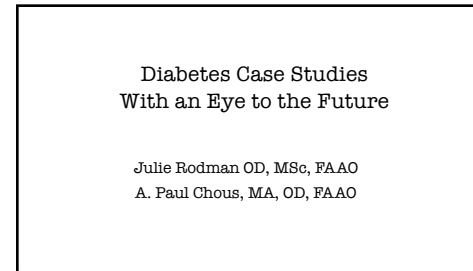 Diabetes Case Studies
With an Eye to the Future
Julie Rodman OD, MSc, FAAO
A. Paul Chous, MA, OD, FAAO